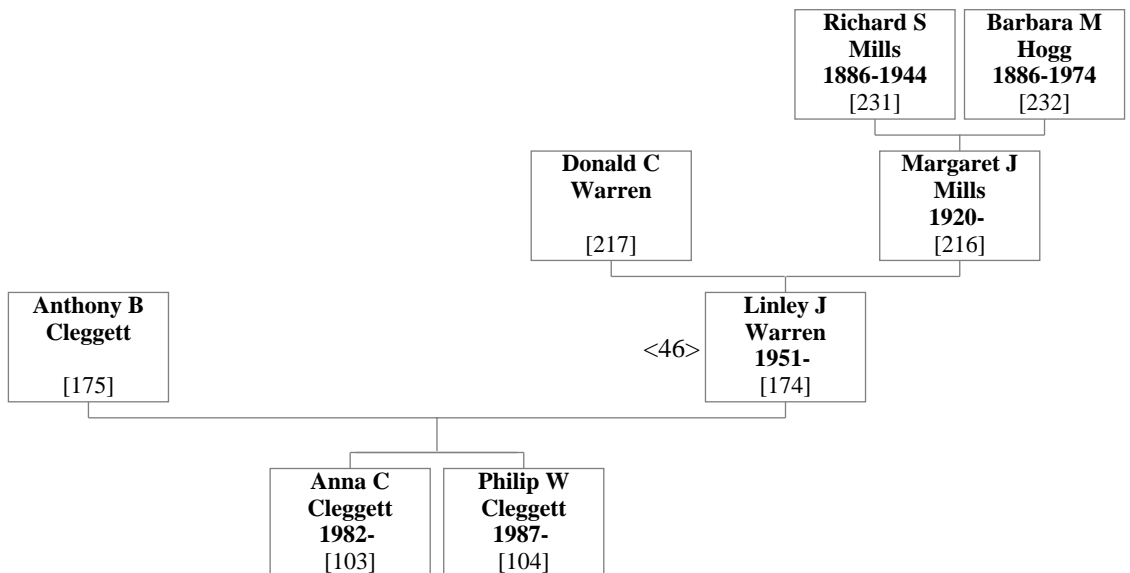 Richard S
Mills
1886-1944
[231]
Barbara M
Hogg
1886-1974
[232]
Donald C
Warren
[217]
Margaret J
Mills
1920-
[216]
Anthony B
Cleggett
[175]
<46>
Linley J
Warren
1951-
[174]
Anna C
Cleggett
1982-
[103]
Philip W
Cleggett
1987-
[104]